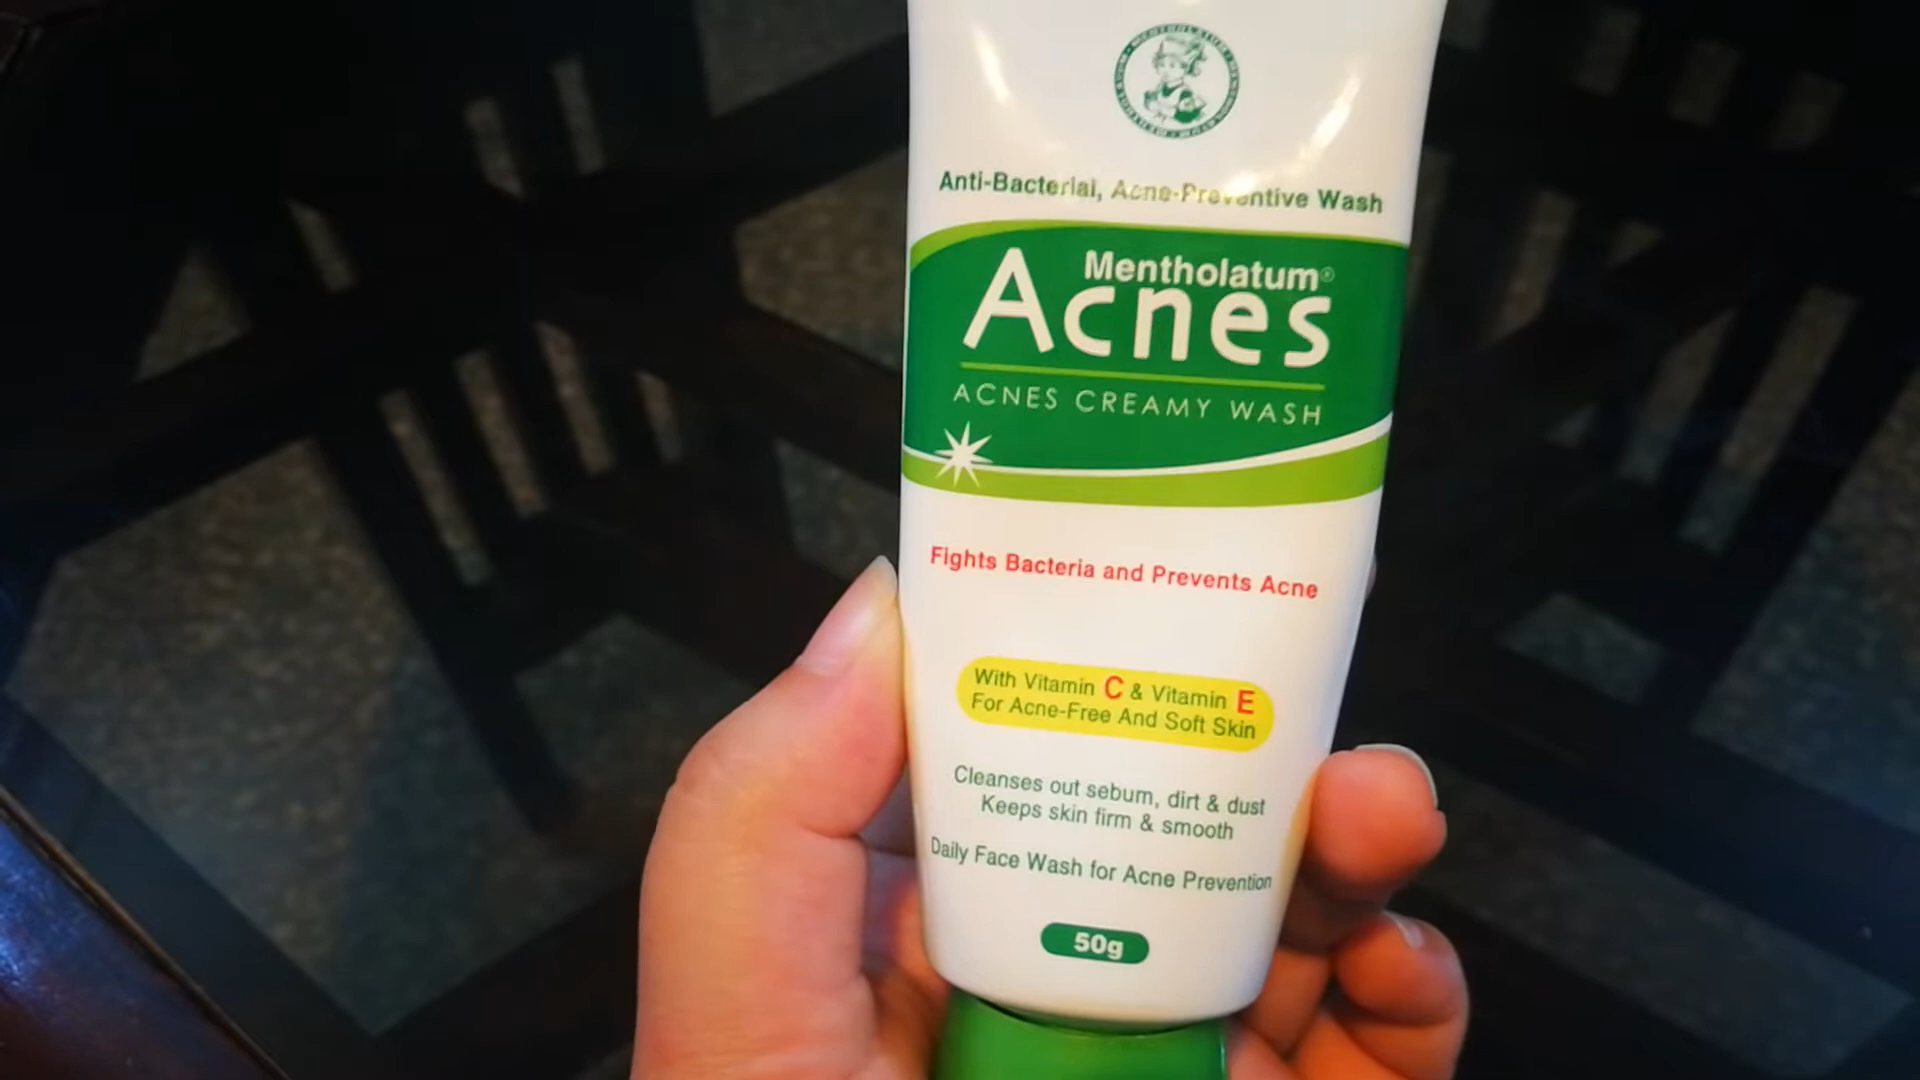 Anti-Bacterial, Acne-Preventive Wash
Mentholatum®
Acnes
ACNES CREAMY WASH
Fights Bacteria and Prevents Acne
With Vitamin C & Vitamin E
For Acne-Free And Soft Skin
Cleanses out sebum, dirt & dust
Keeps skin firm & smooth
Daily Face Wash for Acne Prevention
50g